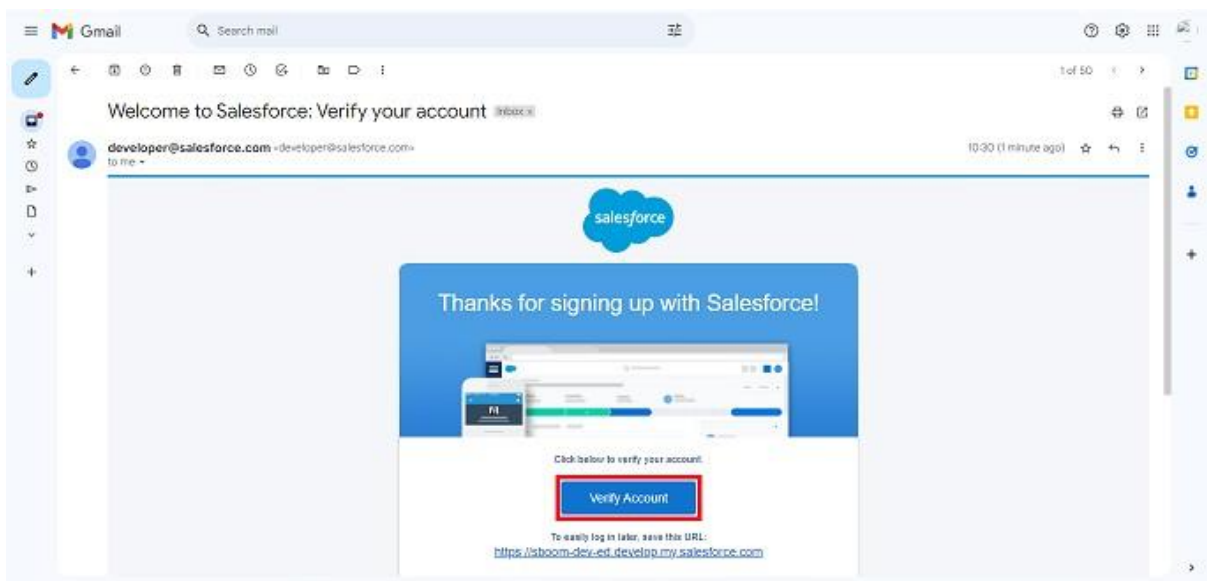 Gmail
Search mail
1 of 50
Welcome to Salesforce: Verify your account Inbox x
developer@salesforce.com <developer@salesforce.com>
10:30 (1 minute ago)
to me
salesforce
Thanks for signing up with Salesforce!
Click below to verify your account.
Verify Account
To easily log in later, save this URL:
https://sboom-dev-ed.develop.my.salesforce.com